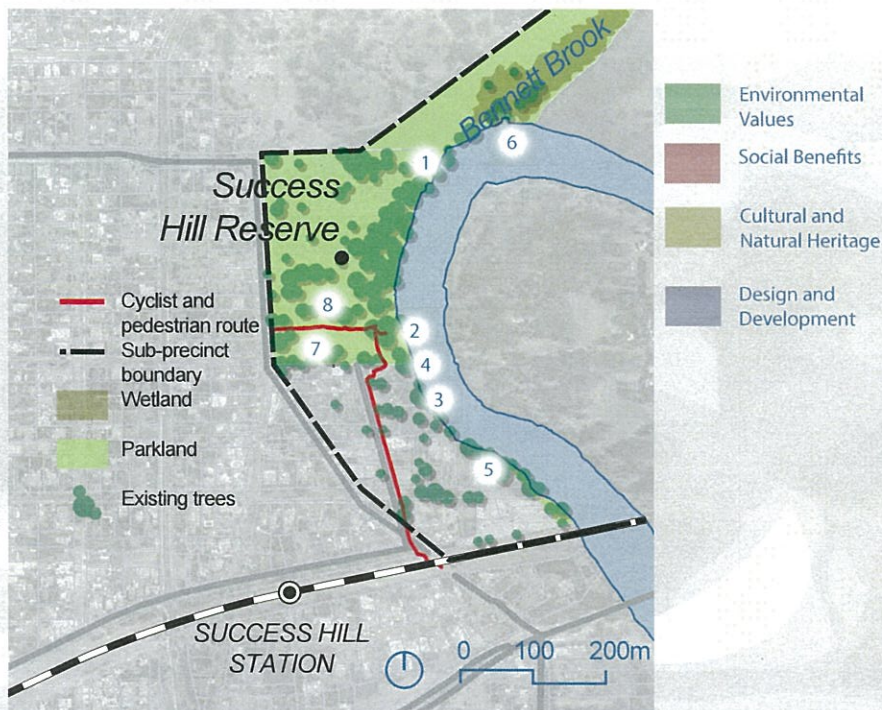 Bennett Brook
1
6
Success
Hill Reserve
8
2
7
4
3
5
Cyclist and
pedestrian route
Sub-precinct
boundary
Wetland
Parkland
Existing trees
SUCCESS HILL
STATION
0 100 200m
Environmental
Values
Social Benefits
Cultural and
Natural Heritage
Design and
Development